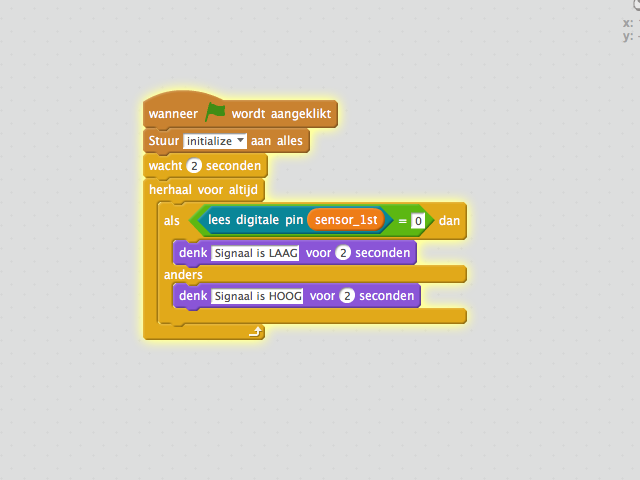 x:
y: -
wanneer wordt aangeklikt
Stuur initialize aan alles
wacht 2 seconden
herhaal voor altijd
als lees digitale pin sensor_1st = 0 dan
denk Signaal is LAAG voor 2 seconden
anders
denk Signaal is HOOG voor 2 seconden